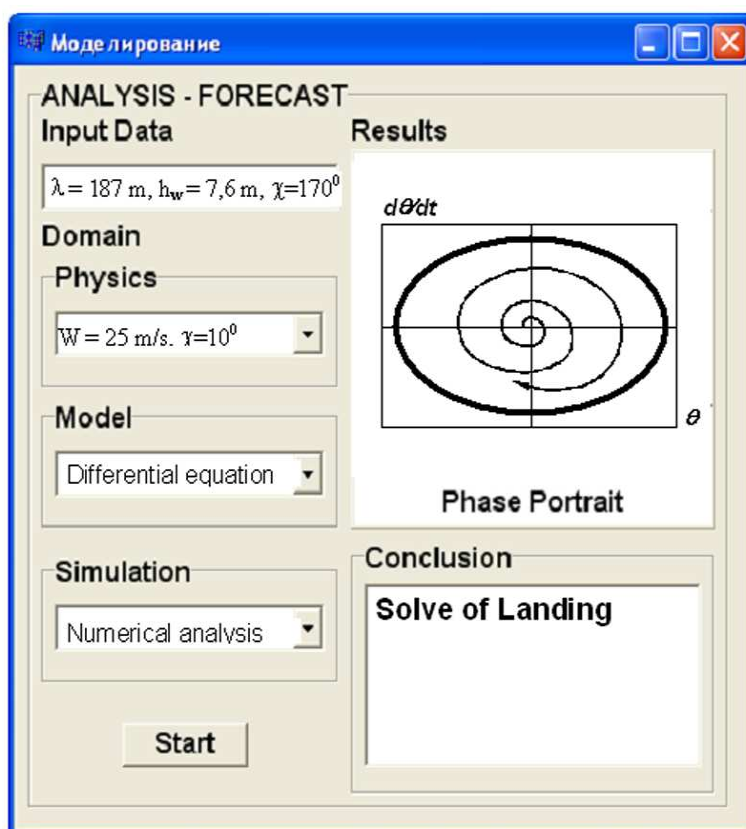 Моделирование
ANALYSIS - FORECAST
Input Data
λ = 187 m, hw = 7,6 m, χ=170⁰
Domain
Physics
W = 25 m/s. γ=10⁰
Model
Differential equation
Simulation
Numerical analysis
Start
Results
dθ/dt
θ
Phase Portrait
Conclusion
Solve of Landing